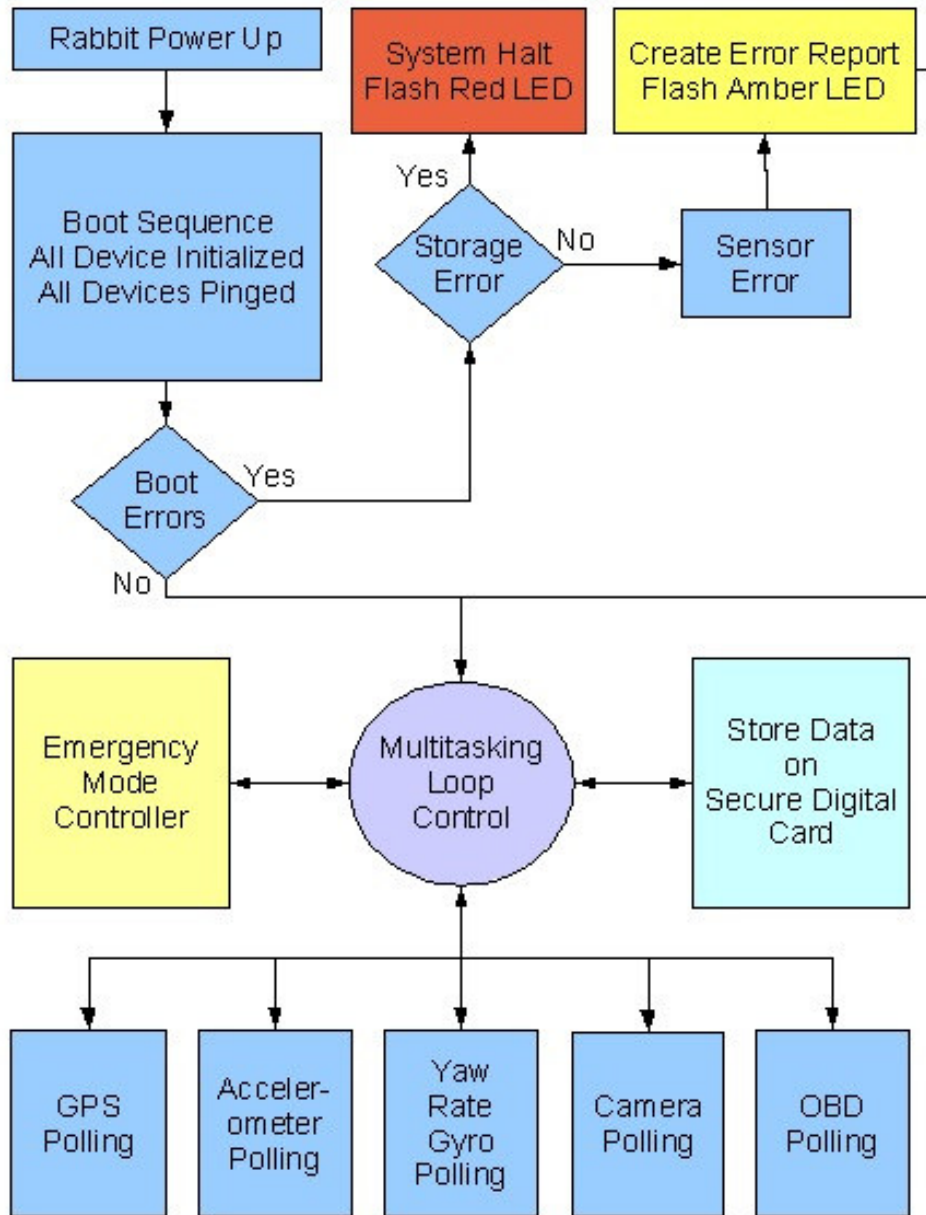 Rabbit Power Up
System Halt
Flash Red LED
Create Error Report
Flash Amber LED
Boot Sequence
All Device Initialized
All Devices Pinged
Yes
Storage
Error
No
Sensor
Error
Boot
Errors
Yes
No
Emergency
Mode
Controller
Multitasking
Loop
Control
Store Data
on
Secure Digital
Card
GPS
Polling
Acceler-
ometer
Polling
Yaw
Rate
Gyro
Polling
Camera
Polling
OBD
Polling